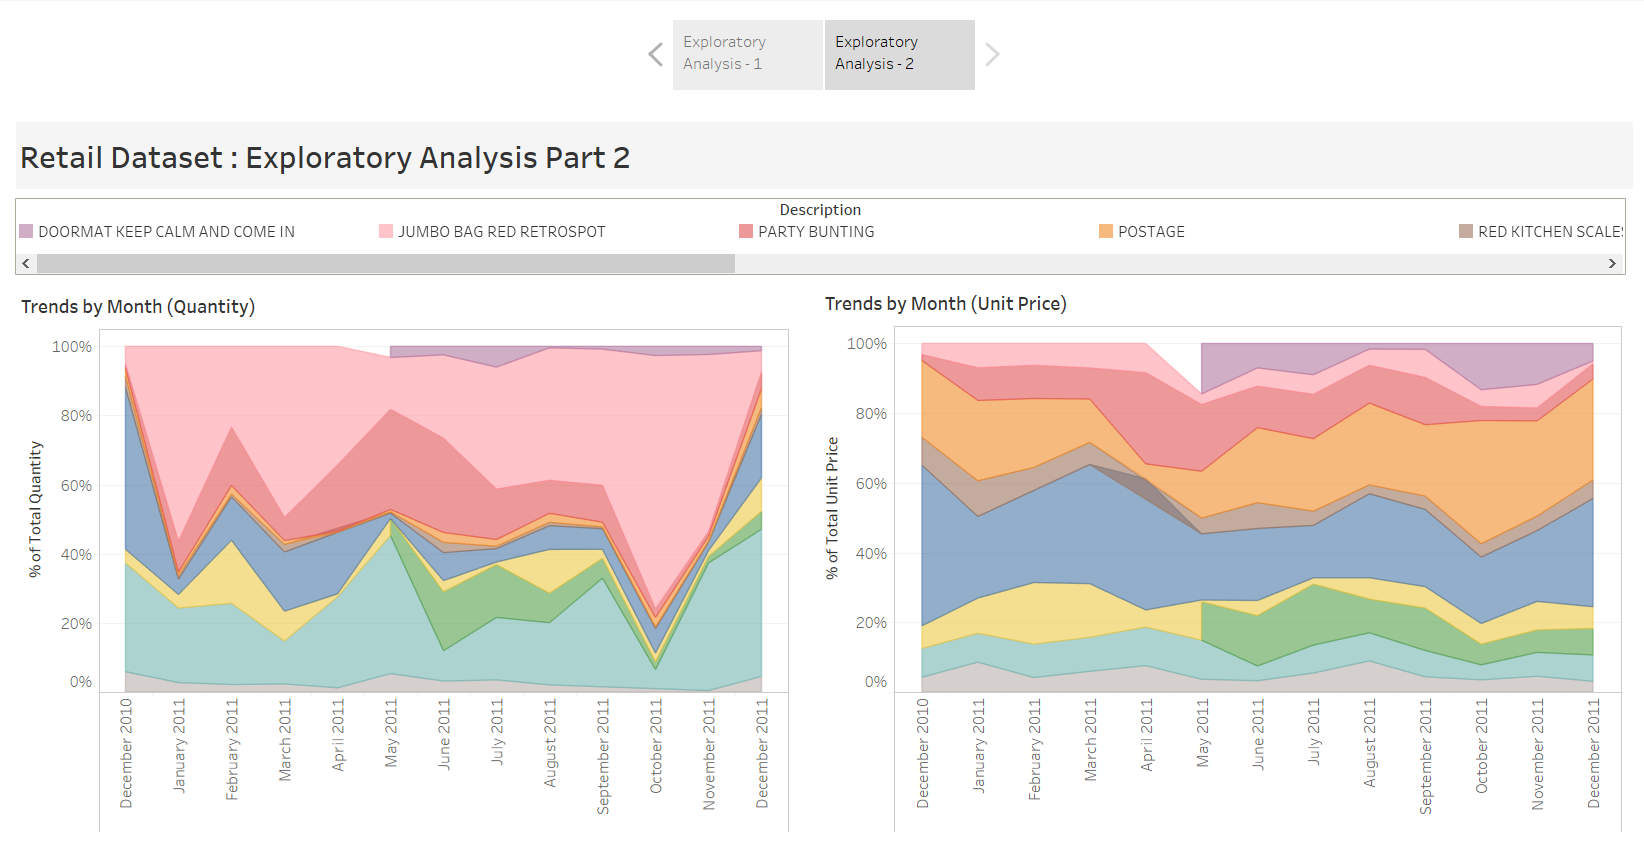 Exploratory
Analysis - 1
Exploratory
Analysis - 2
Retail Dataset : Exploratory Analysis Part 2
Description
DOORMAT KEEP CALM AND COME IN
JUMBO BAG RED RETROSPOT
PARTY BUNTING
POSTAGE
RED KITCHEN SCALES
Trends by Month (Quantity)
% of Total Quantity
100%
80%
60%
40%
20%
0%
December 2010
January 2011
February 2011
March 2011
April 2011
May 2011
June 2011
July 2011
August 2011
September 2011
October 2011
November 2011
December 2011
Trends by Month (Unit Price)
% of Total Unit Price
100%
80%
60%
40%
20%
0%
December 2010
January 2011
February 2011
March 2011
April 2011
May 2011
June 2011
July 2011
August 2011
September 2011
October 2011
November 2011
December 2011